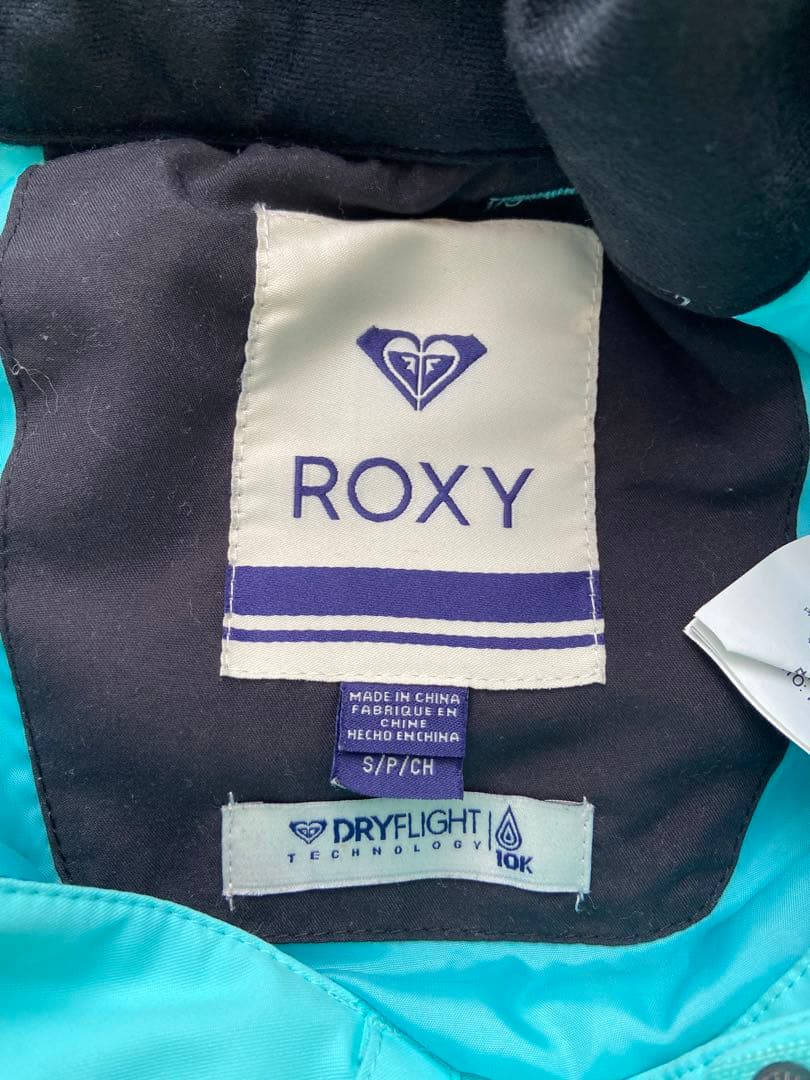 ROXY
MADE IN CHINA
FABRIQUE EN
CHINE
HECHO EN CHINA
S/P/CH
DRYFLIGHT
TECHNOLOGY
10K